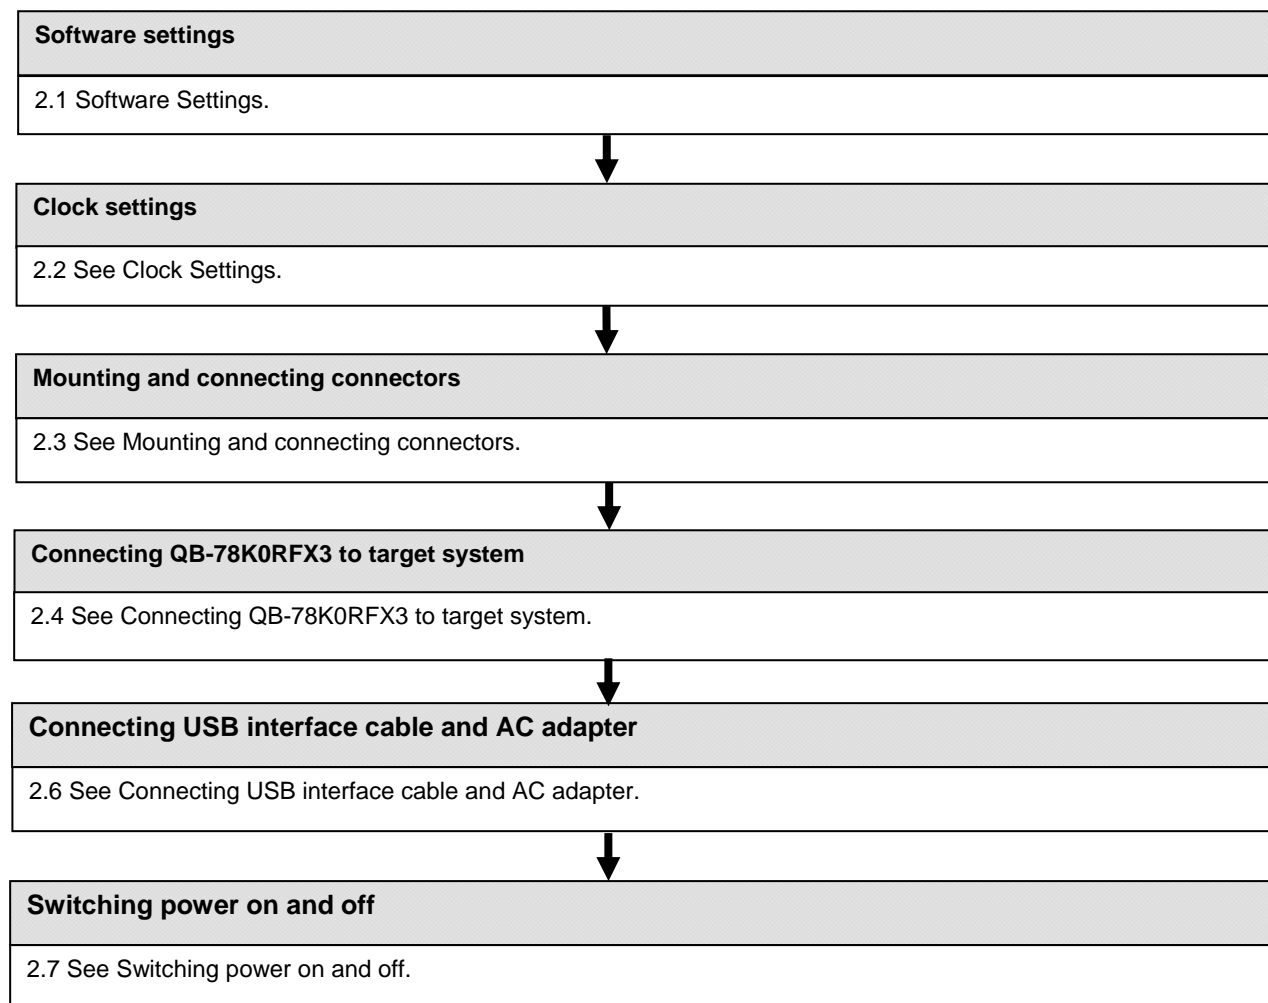 Software settings
2.1 Software Settings.
Clock settings
2.2 See Clock Settings.
Mounting and connecting connectors
2.3 See Mounting and connecting connectors.
Connecting QB-78K0RFX3 to target system
2.4 See Connecting QB-78K0RFX3 to target system.
Connecting USB interface cable and AC adapter
2.6 See Connecting USB interface cable and AC adapter.
Switching power on and off
2.7 See Switching power on and off.